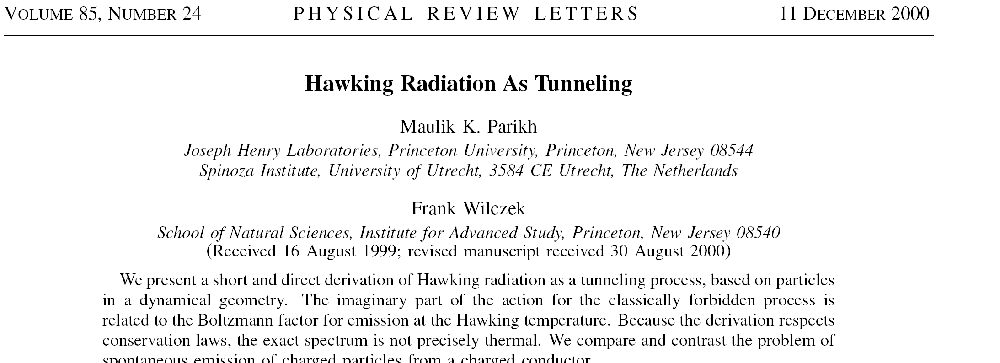 VOLUME 85, NUMBER 24 PHYSICAL REVIEW LETTERS 11 DECEMBER 2000
Hawking Radiation As Tunneling
Maulik K. Parikh
Joseph Henry Laboratories, Princeton University, Princeton, New Jersey 08544
Spinoza Institute, University of Utrecht, 3584 CE Utrecht, The Netherlands
Frank Wilczek
School of Natural Sciences, Institute for Advanced Study, Princeton, New Jersey 08540
(Received 16 August 1999; revised manuscript received 30 August 2000)
We present a short and direct derivation of Hawking radiation as a tunneling process, based on particles
in a dynamical geometry. The imaginary part of the action for the classically forbidden process is
related to the Boltzmann factor for emission at the Hawking temperature. Because the derivation respects
conservation laws, the exact spectrum is not precisely thermal. We compare and contrast the problem of
spontaneous emission of charged particles from a charged conductor.